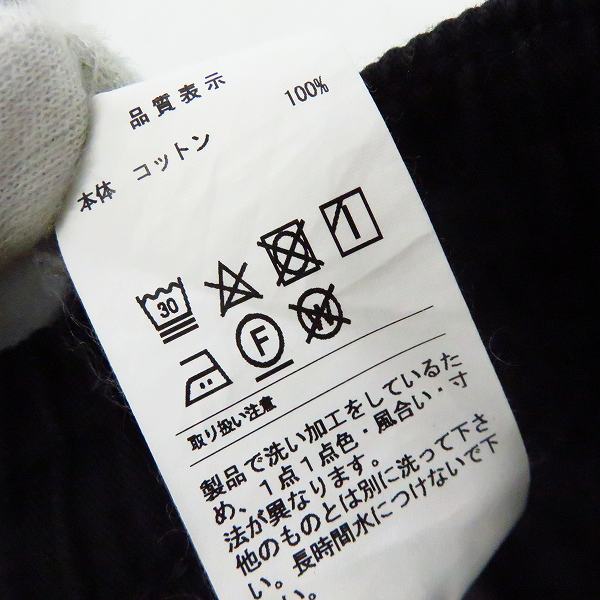 品質表示
本体 コットン 100%
30
F
W
取り扱い注意
製品で洗い加工をしているた
め、1点1点色・風合い・寸
法が異なります。
他のものとは別に洗って下さ
い。長時間水につけないで下
い。